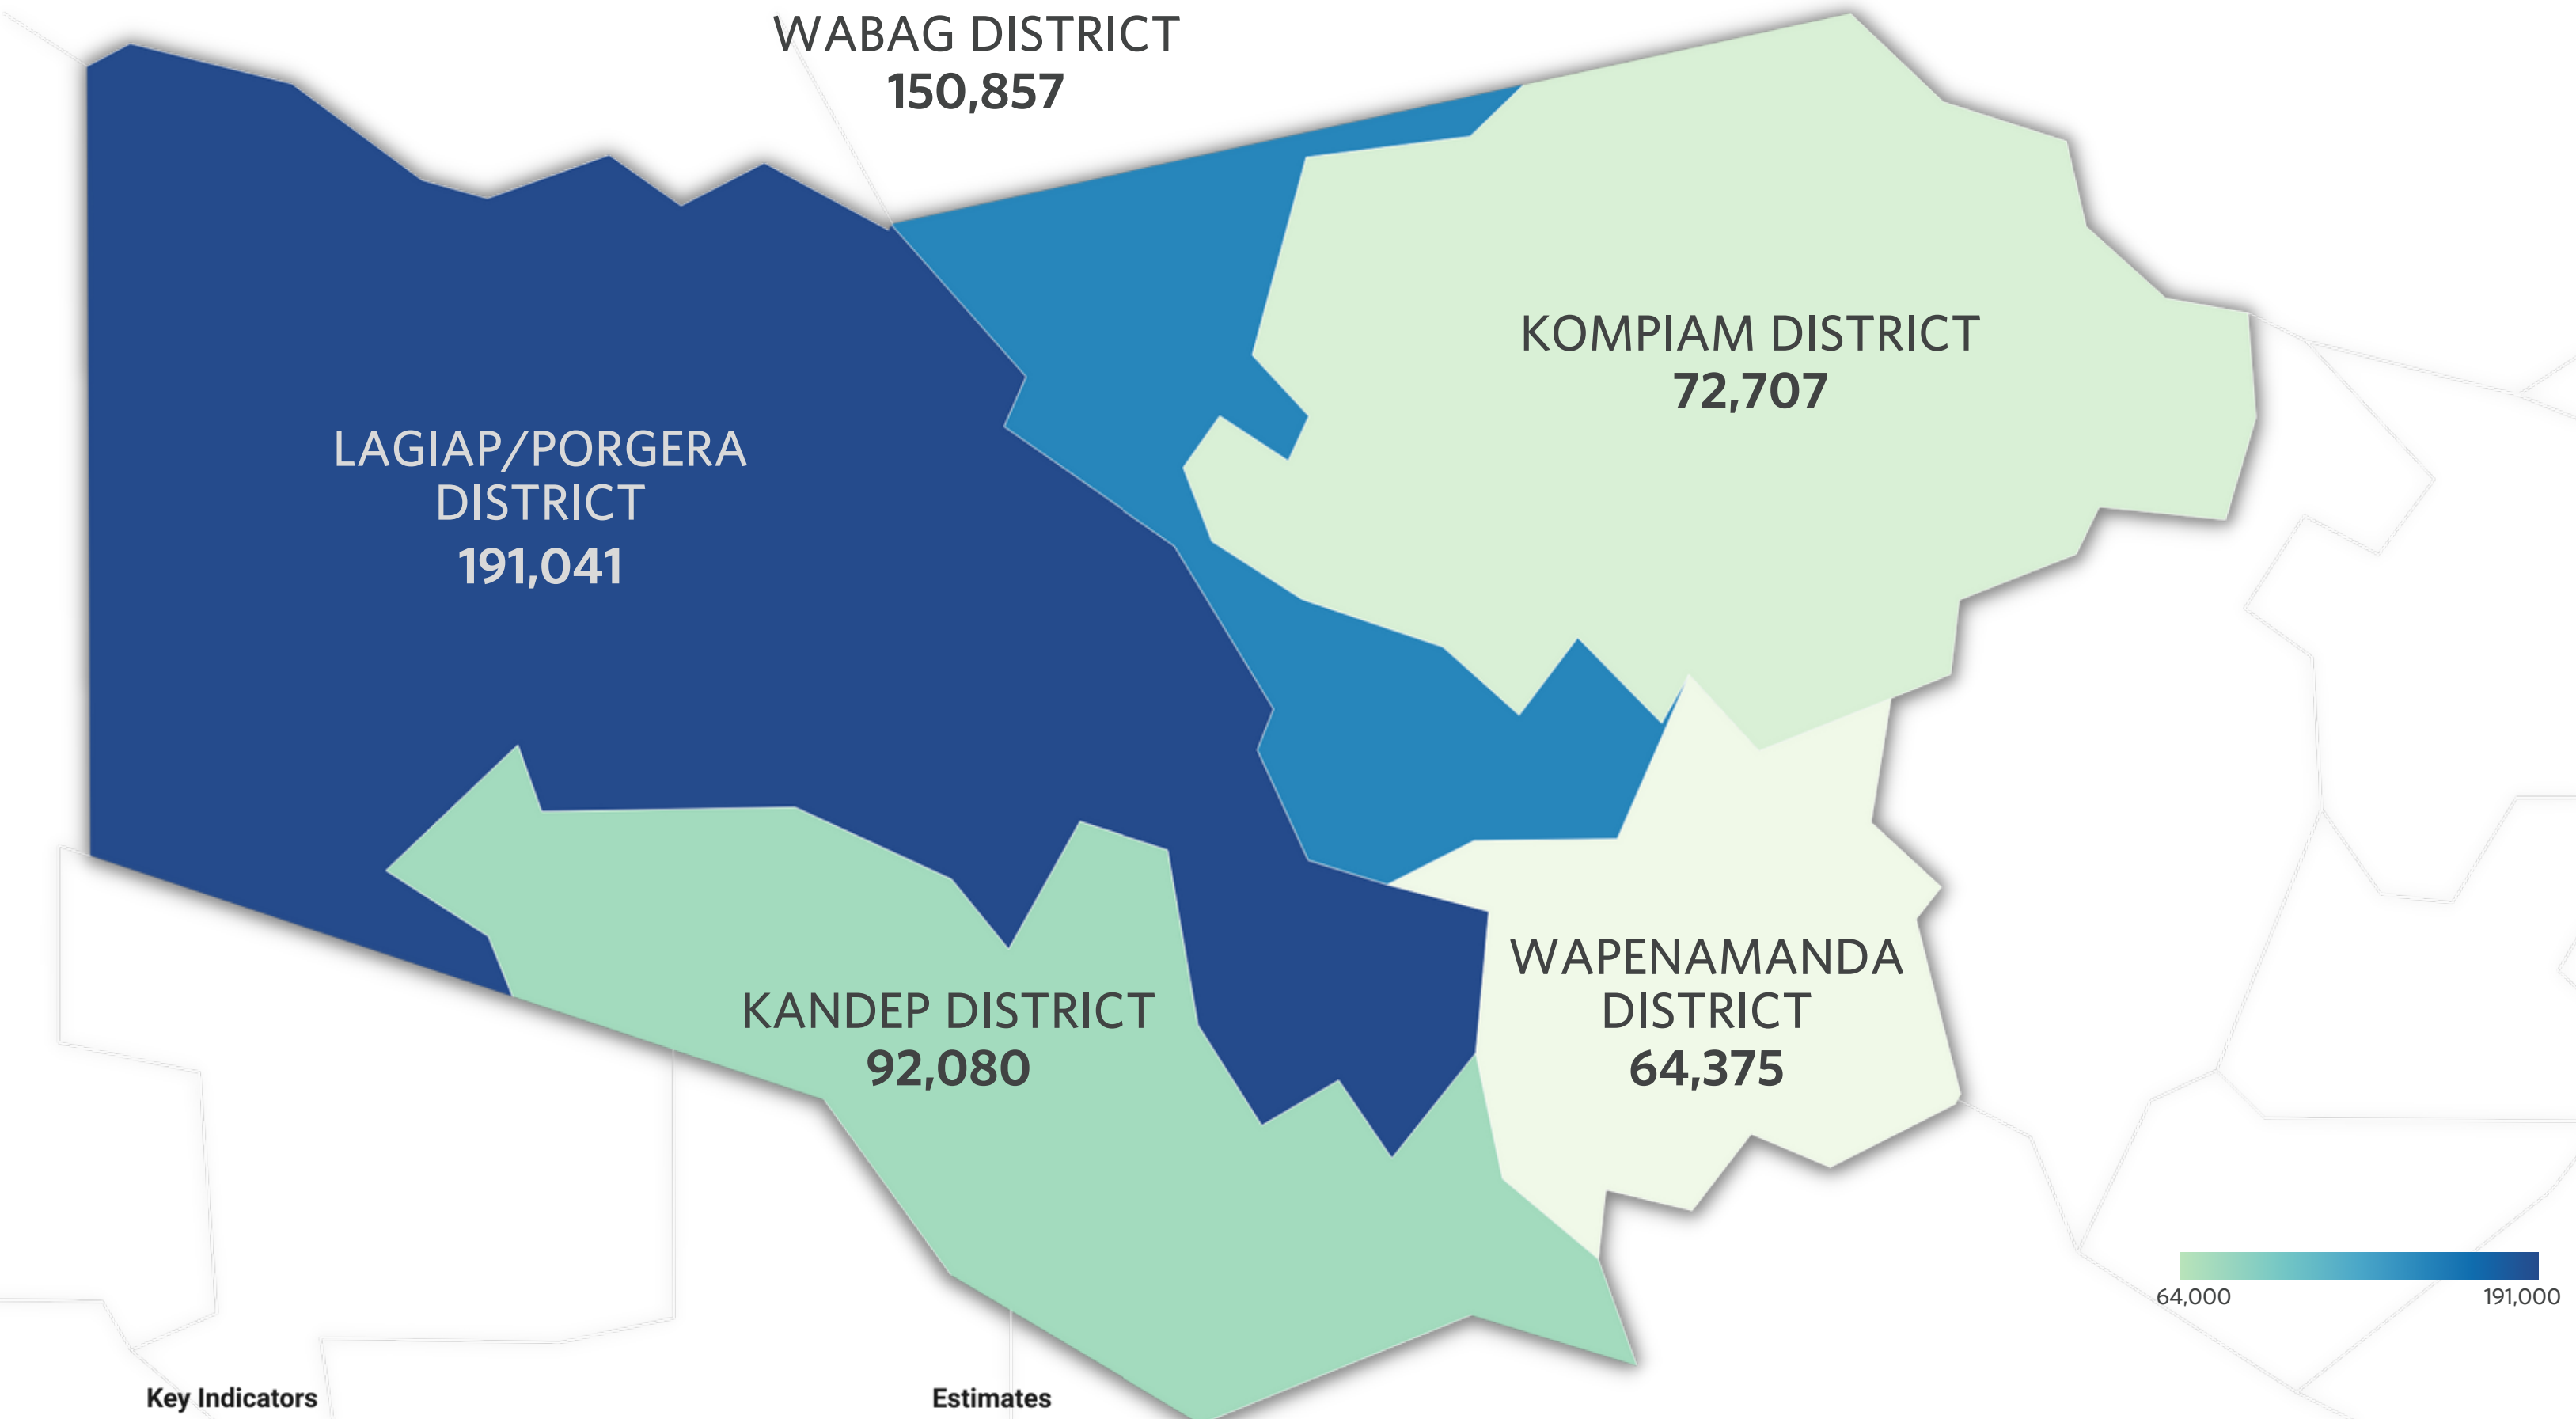 WABAG DISTRICT
150,857
KOMPIAM DISTRICT
72,707
LAGIAP/PORGERA
DISTRICT
191,041
WAPENAMANDA
DISTRICT
64,375
KANDEP DISTRICT
92,080
64,000
191,000
Key Indicators
Estimates